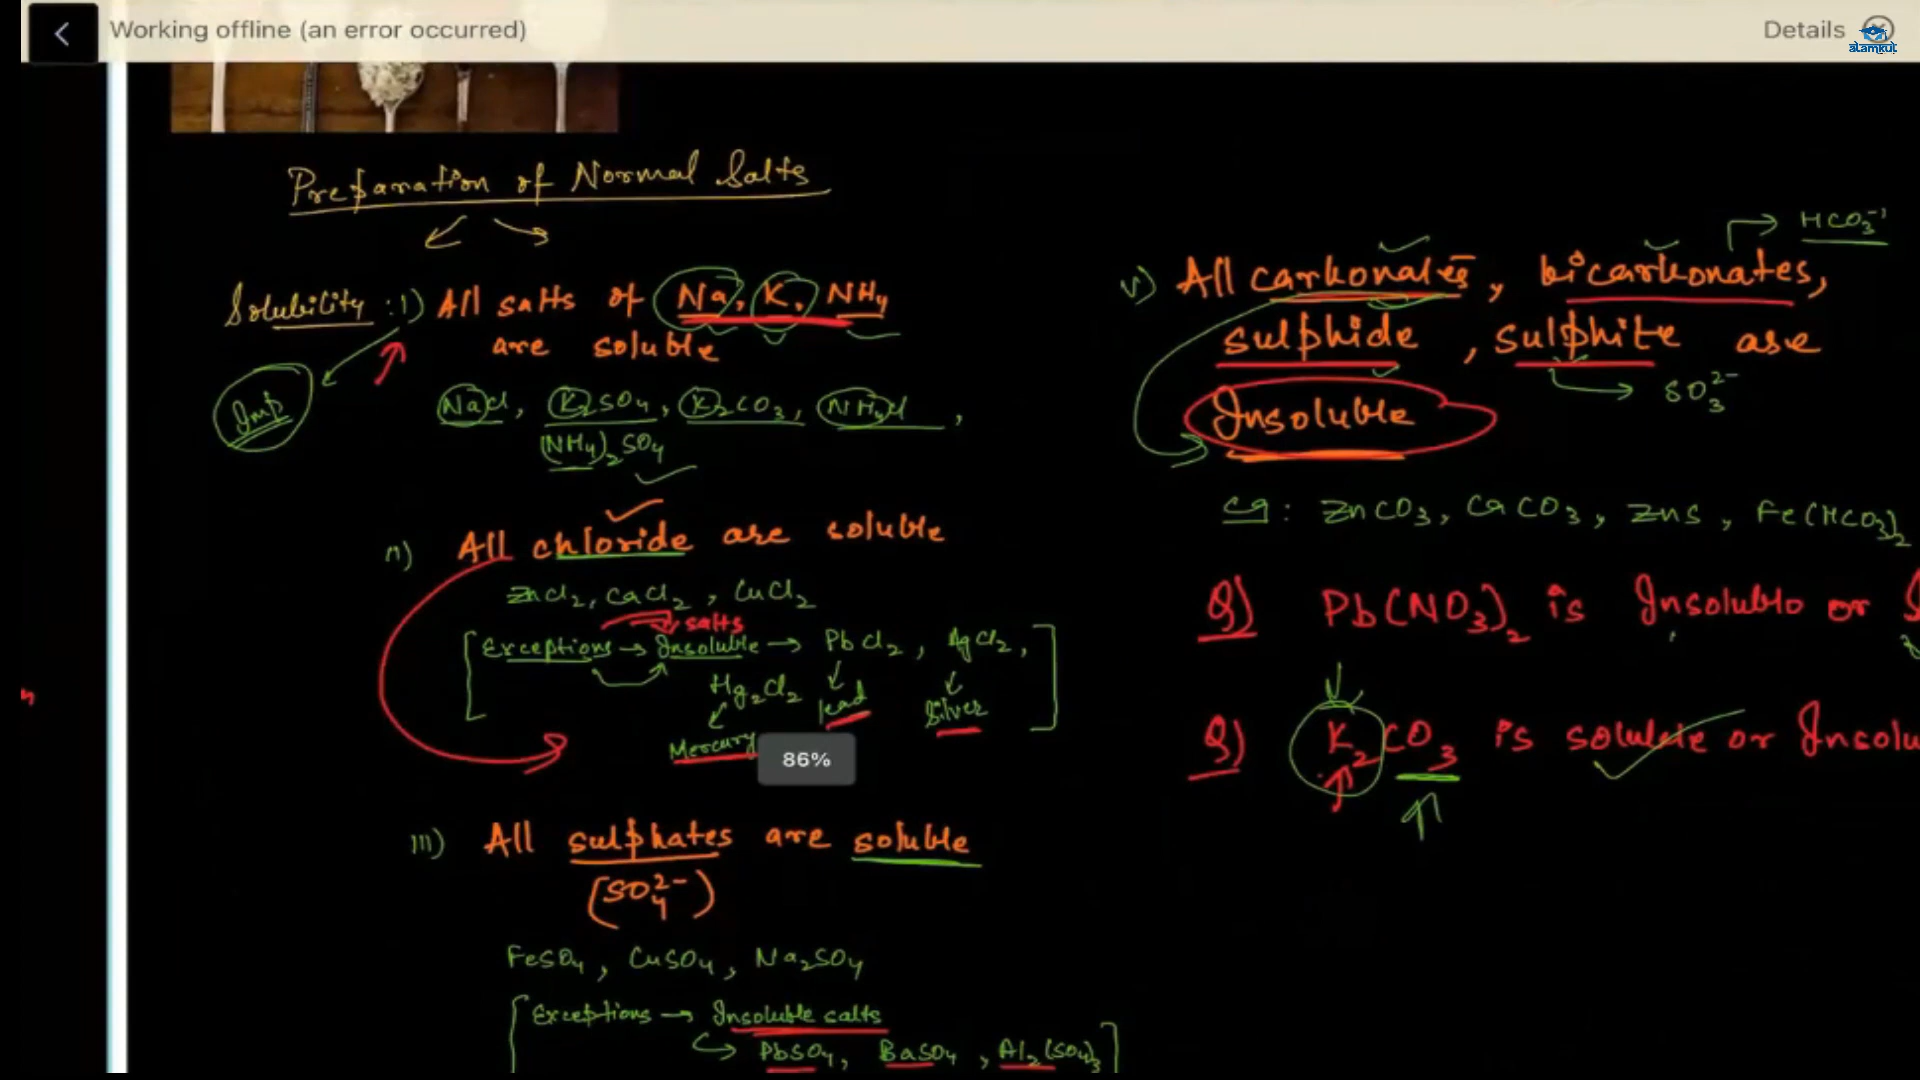 Working offline (an error occurred)
Details
alamkut
Preparation of Normal Salts
Solubility : 1) All salts of Na, K, NH4
are soluble
Imp
NaCl, K2SO4, K2CO3, NH4Cl,
(NH4)2SO4
11) All chloride are soluble
ZnCl2, CaCl2, CuCl2
salts
[Exceptions → Insoluble → PbCl2, AgCl2,]
Hg2Cl2
lead
Silver
Mercury
86%
111) All sulphates are soluble
(SO4 2-)
FeSO4, CuSO4, Na2SO4
[Exceptions → Insoluble salts
PbSO4, BaSO4, Al2(SO4)3]
HCO3 -1
v) All carbonates, bicarbonates,
sulphide, sulphite are
SO3 2-
Insoluble
eg: ZnCO3, CaCO3, ZnS, Fe(HCO3)2
Q) Pb(NO3)2 is Insoluble or
Q) K2CO3 is soluble or Insolu